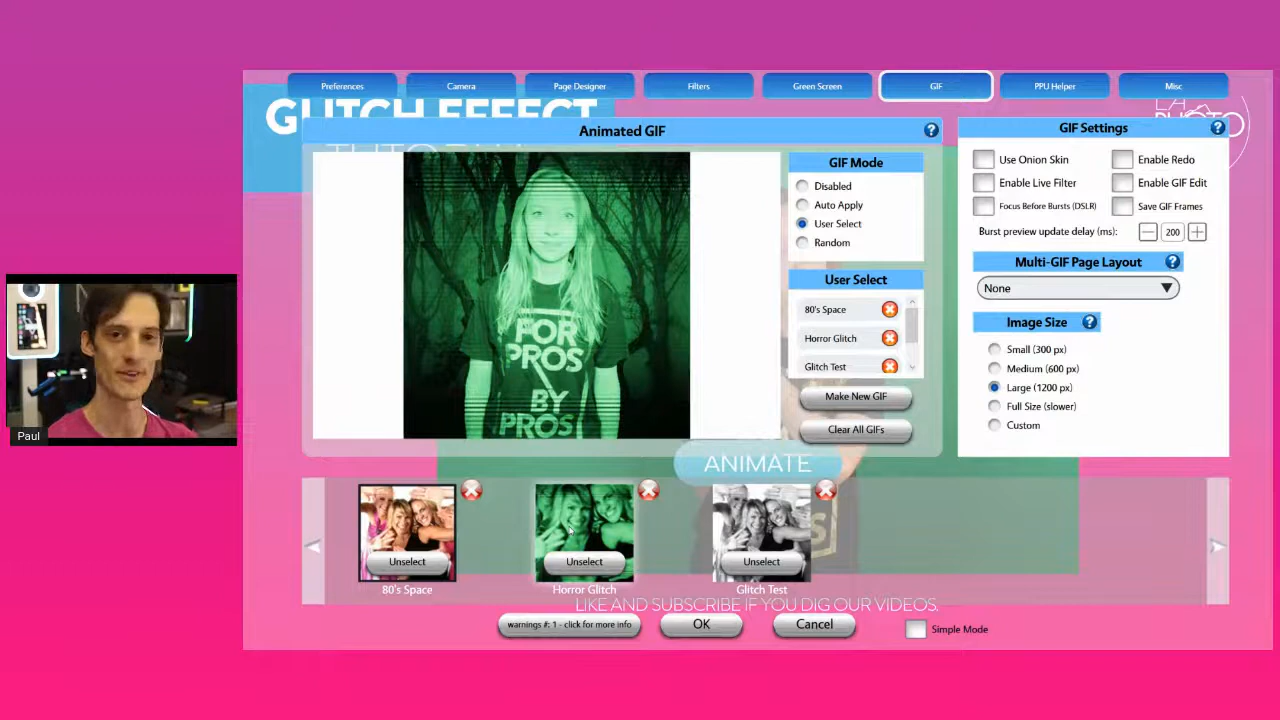 Preferences
Camera
Page Designer
Filters
Green Screen
GIF
PPU Helper
Misc
GLITCH EFFECT
PHOTO
Animated GIF
?
GIF Mode
Disabled
Auto Apply
User Select
Random
User Select
80's Space
Horror Glitch
Glitch Test
Make New GIF
Clear All GIFs
GIF Settings
?
Use Onion Skin
Enable Redo
Enable Live Filter
Enable GIF Edit
Focus Before Bursts (DSLR)
Save GIF Frames
Burst preview update delay (ms):
200
Multi-GIF Page Layout
?
None
Image Size
?
Small (300 px)
Medium (600 px)
Large (1200 px)
Full Size (slower)
Custom
FOR
PROS
BY
PROS
Paul
ANIMATE
Unselect
Unselect
Unselect
80's Space
Horror Glitch
Glitch Test
LIKE AND SUBSCRIBE IF YOU DIG OUR VIDEOS.
warnings #: 1 - click for more info
OK
Cancel
Simple Mode